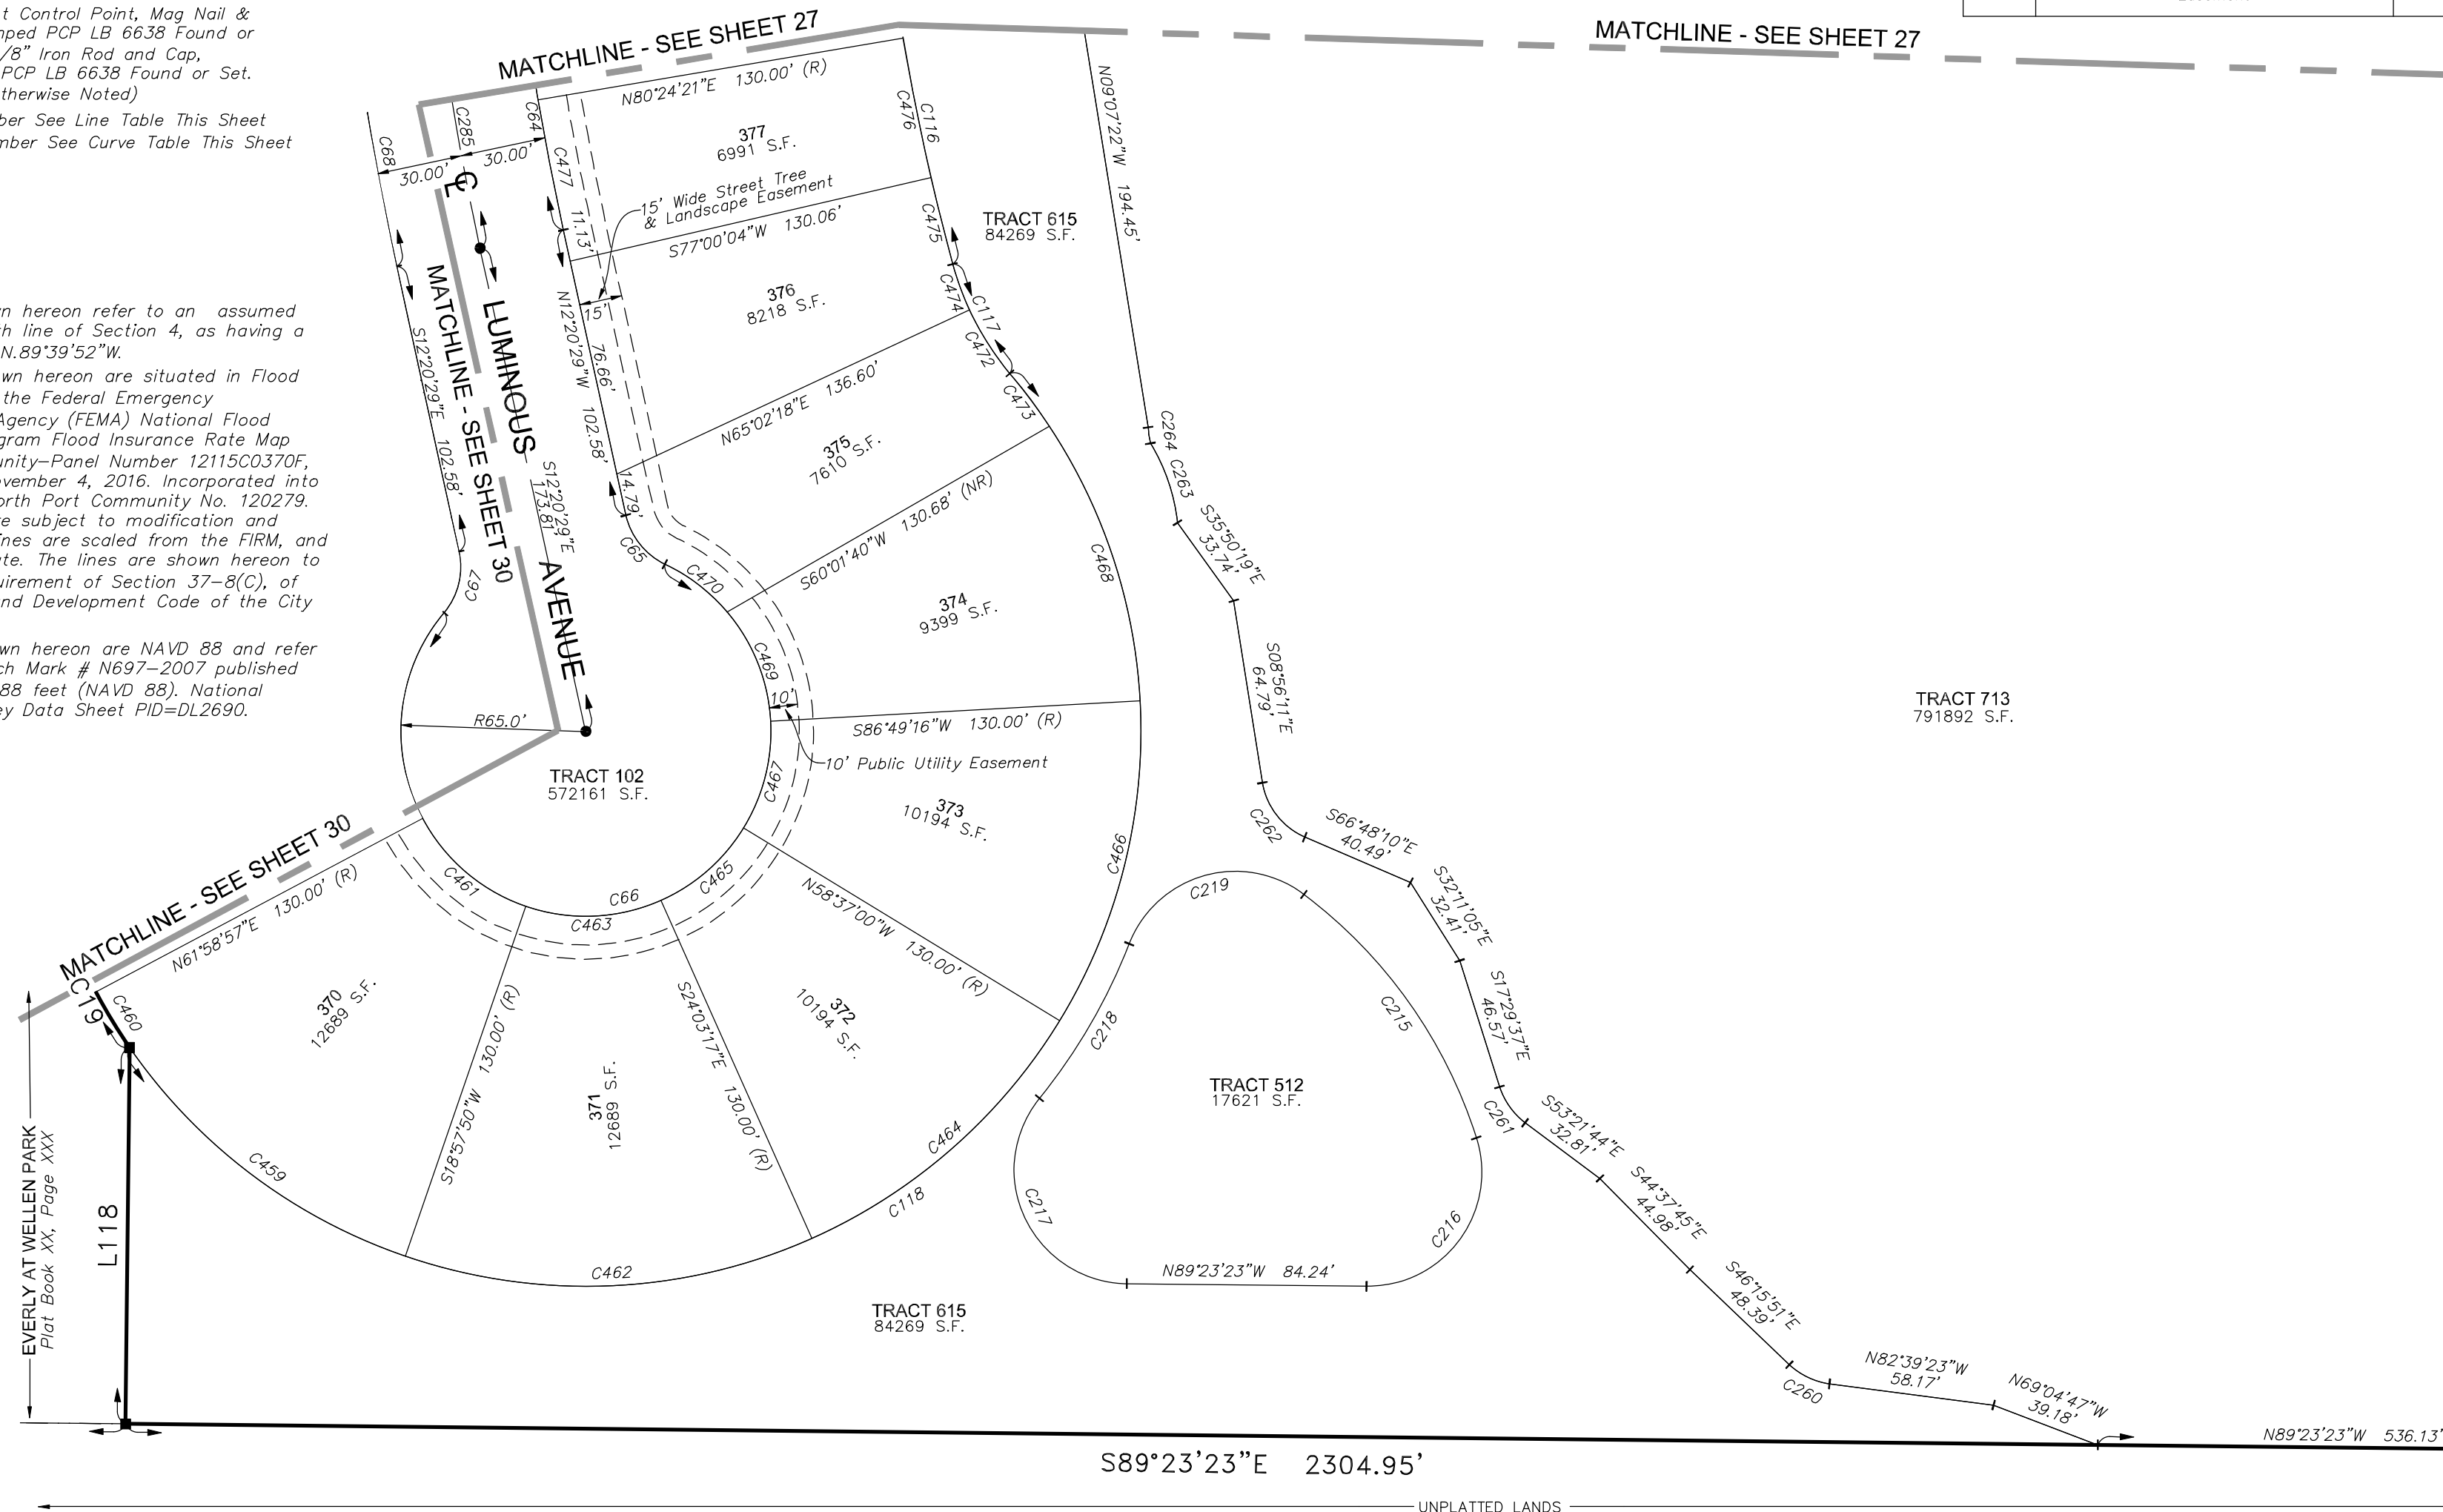 t Control Point, Mag Nail &
nped PCP LB 6638 Found or
/8" Iron Rod and Cap,
PCP LB 6638 Found or Set.
therwise Noted)
ber See Line Table This Sheet
mber See Curve Table This Sheet
vn hereon refer to an assumed
th line of Section 4, as having a
N.89°39'52"W.
wn hereon are situated in Flood
the Federal Emergency
Agency (FEMA) National Flood
gram Flood Insurance Rate Map
unity-Panel Number 12115C0370F,
ovember 4, 2016. Incorporated into
orth Port Community No. 120279.
re subject to modification and
ines are scaled from the FIRM, and
ate. The lines are shown hereon to
uirement of Section 37-8(C), of
nd Development Code of the City
wn hereon are NAVD 88 and refer
ch Mark # N697-2007 published
88 feet (NAVD 88). National
ey Data Sheet PID=DL2690.
MATCHLINE - SEE SHEET 27
MATCHLINE - SEE SHEET 27
C68
C285
C64
30.00'
30.00'
CL
N80°24'21"E 130.00' (R)
C476
C116
377
6991 S.F.
C477
11.13'
15' Wide Street Tree
& Landscape Easement
S77°00'04"W 130.06'
C475
TRACT 615
84269 S.F.
N09°07'22"W 194.45'
376
8218 S.F.
15'
N12°20'29"W 102.58'
76.66'
C474
C117
C472
C473
S12°20'29"E 102.58'
MATCHLINE - SEE SHEET 30
LUMINOUS AVENUE
S12°20'29"E
173.81'
N65°02'18"E 136.60'
375
7610 S.F.
14.79'
C65
C470
C67
S60°01'40"W 130.68' (NR)
C468
374
9399 S.F.
C469
10'
R65.0'
S86°49'16"W 130.00' (R)
10' Public Utility Easement
C467
TRACT 102
572161 S.F.
373
10194 S.F.
C466
C264
C263
S35°50'19"E
33.74'
S08°56'11"E
64.79'
C262
S66°48'10"E
40.49'
S32°11'05"E
32.41'
S17°29'37"E
46.57'
C261
S53°21'44"E
32.81'
S44°37'45"E
44.98'
S46°15'51"E
48.39'
C260
N82°39'23"W
58.17'
N69°04'47"W
39.18'
N89°23'23"W 536.13'
TRACT 713
791892 S.F.
MATCHLINE - SEE SHEET 30
N61°58'57"E 130.00' (R)
C19
C460
C461
C66
C463
C465
N58°37'00"W 130.00' (R)
370
12689 S.F.
S18°57'50"W 130.00' (R)
371
12689 S.F.
S24°03'17"E 130.00' (R)
372
10194 S.F.
C464
C118
C459
C462
C219
C218
C215
TRACT 512
17621 S.F.
C217
C216
N89°23'23"W 84.24'
TRACT 615
84269 S.F.
EVERLY AT WELLEN PARK
Plat Book XX, Page XXX
L118
S89°23'23"E 2304.95'
UNPLATTED LANDS